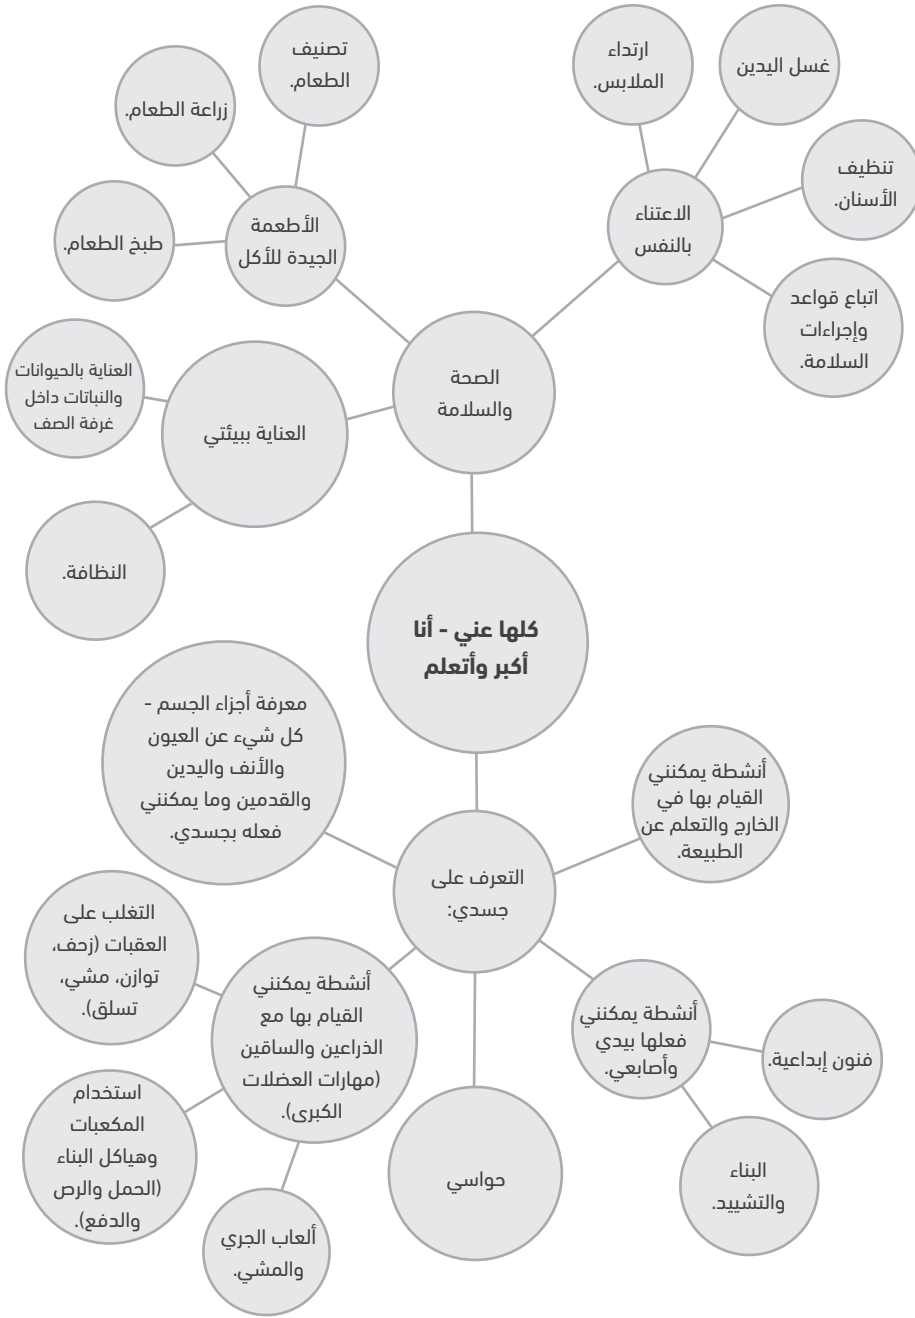 تصنيف
الطعام.
زراعة الطعام.
طبخ الطعام.
الأطعمة
الجيدة للأكل
ارتداء
الملابس.
غسل اليدين
تنظيف
الأسنان.
اتباع قواعد
وإجراءات
السلامة.
الاعتناء
بالنفس
الصحة
والسلامة
العناية ببيئتي
العناية بالحيوانات
والنباتات داخل
غرفة الصف
النظافة.
كلها عني - أنا
أكبر وأتعلم
معرفة أجزاء الجسم -
كل شيء عن العيون
والأنف واليدين
والقدمين وما يمكنني
فعله بجسدي.
أنشطة يمكنني
القيام بها في
الخارج والتعلم عن
الطبيعة.
التعرف على
جسدي:
التغلب على
العقبات (زحف،
توازن، مشي،
تسلق).
أنشطة يمكنني
القيام بها مع
الذراعين والساقين
(مهارات العضلات
الكبرى).
استخدام
المكعبات
وهياكل البناء
(الحمل والرص
والدفع).
ألعاب الجري
والمشي.
حواسي
أنشطة يمكنني
فعلها بيدي
وأصابعي.
فنون إبداعية.
البناء
والتشييد.